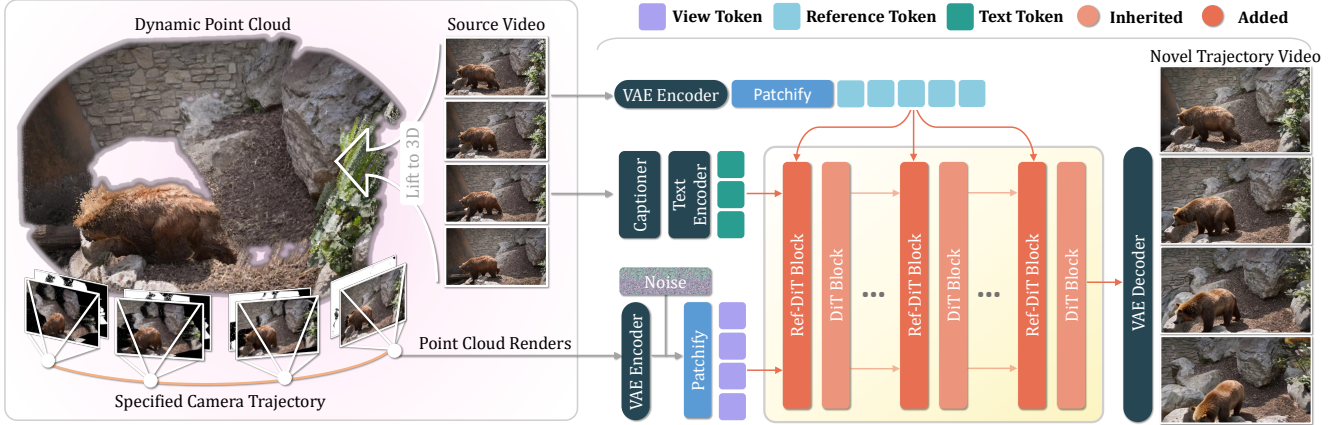 Dynamic Point Cloud
Source Video
Lift to 3D
Point Cloud Renders
Specified Camera Trajectory
View Token
Reference Token
Text Token
Inherited
Added
VAE Encoder
Patchify
Captioner
Text
Encoder
Noise
VAE Encoder
Patchify
Ref-DiT Block
DiT Block
...
Ref-DiT Block
DiT Block
...
Ref-DiT Block
DiT Block
VAE Decoder
Novel Trajectory Video